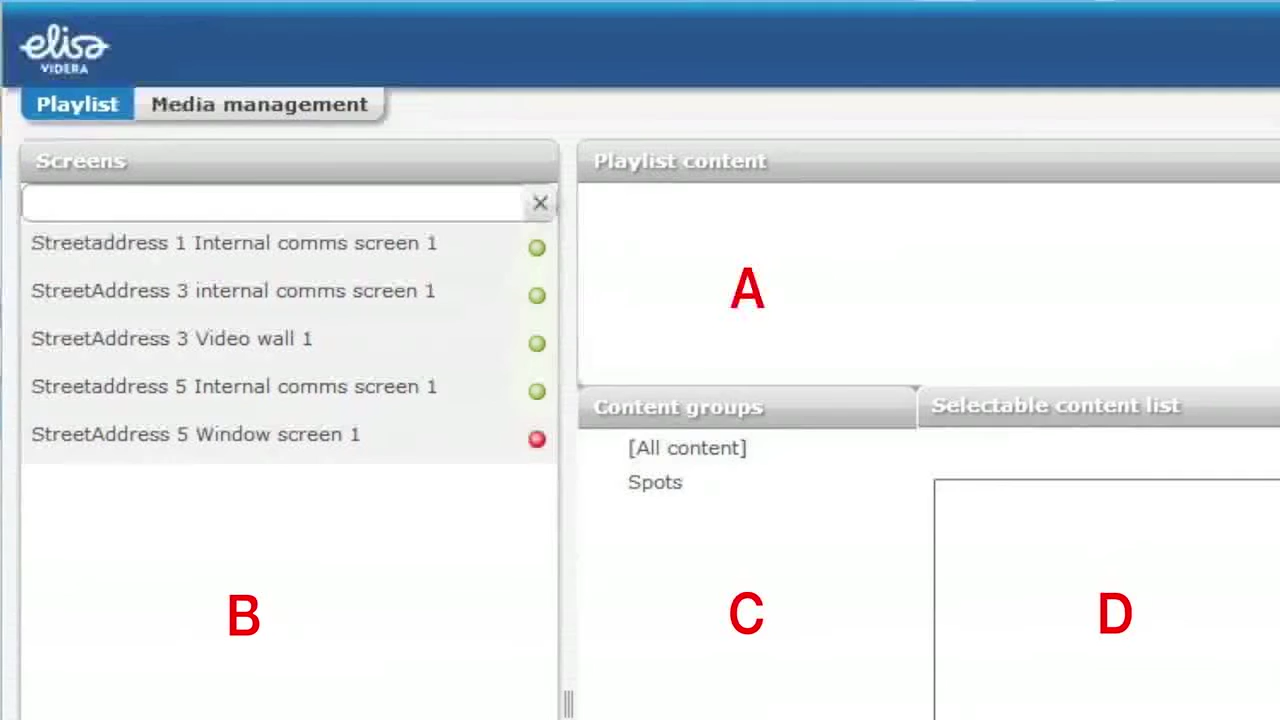 elisa
VIDERA
Playlist
Media management
Screens
Streetaddress 1 Internal comms screen 1
StreetAddress 3 internal comms screen 1
StreetAddress 3 Video wall 1
Streetaddress 5 Internal comms screen 1
StreetAddress 5 Window screen 1
B
Playlist content
A
Content groups
[All content]
Spots
C
Selectable content list
D